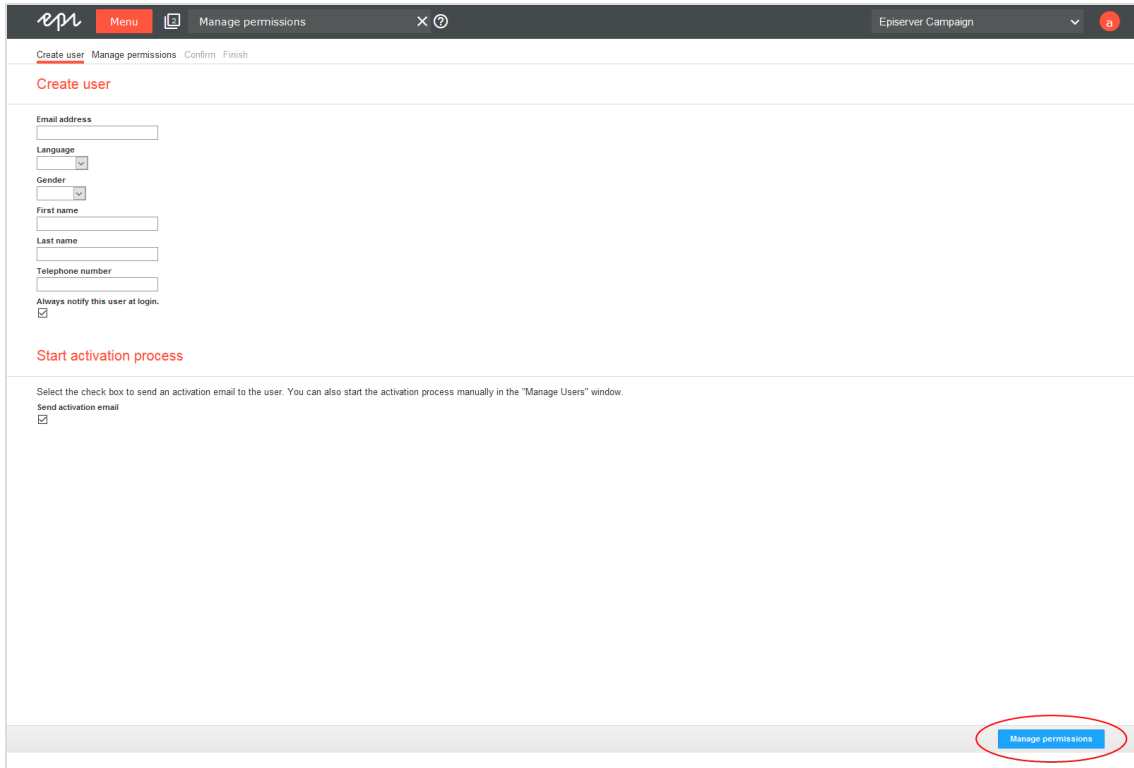 epi Menu 2 Manage permissions Episerver Campaign a
Create user Manage permissions Confirm Finish
Create user
Email address
Language
Gender
First name
Last name
Telephone number
Always notify this user at login.
Start activation process
Select the check box to send an activation email to the user. You can also start the activation process manually in the "Manage Users" window.
Send activation email
Manage permissions